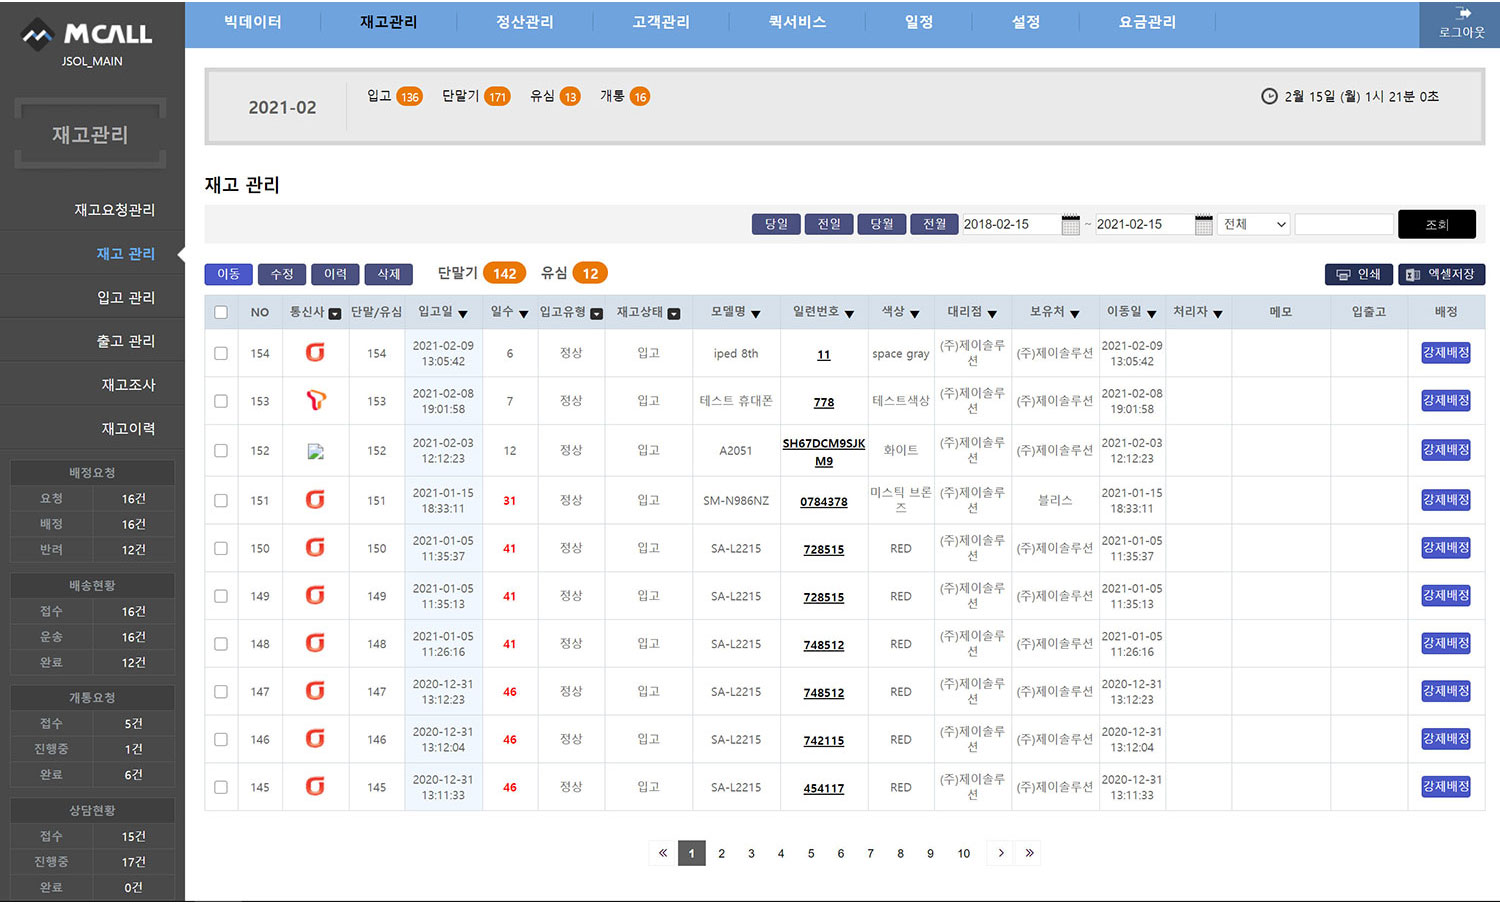 MCALL
JSOL_MAIN
빅데이터 재고관리 정산관리 고객관리 퀵서비스 일정 설정 요금관리 로그아웃
재고관리
재고요청관리
재고 관리
입고 관리
출고 관리
재고조사
재고이력
배정요청
요청 16건
배정 16건
반려 12건
배송현황
접수 16건
운송 16건
완료 12건
개통요청
접수 5건
진행중 1건
완료 6건
상담현황
접수 15건
진행중 17건
완료 0건
2021-02 입고 136 단말기 171 유심 13 개통 16 2월 15일 (월) 1시 21분 0초
재고 관리
당일 전일 당월 전월 2018-02-15 ~ 2021-02-15 전체 조회
이동 수정 이력 삭제 단말기 142 유심 12 인쇄 엑셀저장
NO 통신사 단말/유심 입고일 ▼ 일수 ▼ 입고유형 재고상태 모델명 ▼ 일련번호 ▼ 색상 ▼ 대리점 ▼ 보유처 ▼ 이동일 ▼ 처리자 ▼ 메모 입출고 배정
154 154 2021-02-09 13:05:42 6 정상 입고 iped 8th 11 space gray (주)제이솔루션 (주)제이솔루션 2021-02-09 13:05:42 강제배정
153 153 2021-02-08 19:01:58 7 정상 입고 테스트 휴대폰 778 테스트색상 (주)제이솔루션 (주)제이솔루션 2021-02-08 19:01:58 강제배정
152 152 2021-02-03 12:12:23 12 정상 입고 A2051 SH67DCM9SJKM9 화이트 (주)제이솔루션 (주)제이솔루션 2021-02-03 12:12:23 강제배정
151 151 2021-01-15 18:33:11 31 정상 입고 SM-N986NZ 0784378 미스틱 브론즈 (주)제이솔루션 블리스 2021-01-15 18:33:11 강제배정
150 150 2021-01-05 11:35:37 41 정상 입고 SA-L2215 728515 RED (주)제이솔루션 (주)제이솔루션 2021-01-05 11:35:37 강제배정
149 149 2021-01-05 11:35:13 41 정상 입고 SA-L2215 728515 RED (주)제이솔루션 (주)제이솔루션 2021-01-05 11:35:13 강제배정
148 148 2021-01-05 11:26:16 41 정상 입고 SA-L2215 748512 RED (주)제이솔루션 (주)제이솔루션 2021-01-05 11:26:16 강제배정
147 147 2020-12-31 13:12:23 46 정상 입고 SA-L2215 748512 RED (주)제이솔루션 (주)제이솔루션 2020-12-31 13:12:23 강제배정
146 146 2020-12-31 13:12:04 46 정상 입고 SA-L2215 742115 RED (주)제이솔루션 (주)제이솔루션 2020-12-31 13:12:04 강제배정
145 145 2020-12-31 13:11:33 46 정상 입고 SA-L2215 454117 RED (주)제이솔루션 (주)제이솔루션 2020-12-31 13:11:33 강제배정
« 1 2 3 4 5 6 7 8 9 10 > »